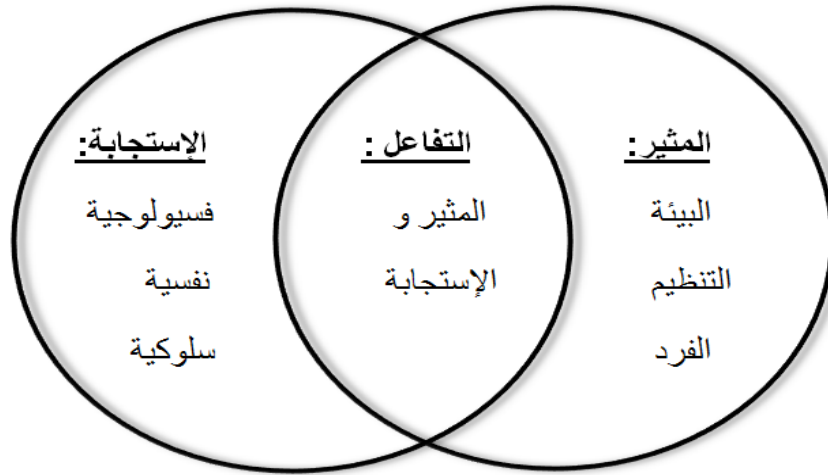 المثير:
البيئة
التنظيم
الفرد
التفاعل :
المثير و
الإستجابة
الإستجابة:
فسيولوجية
نفسية
سلوكية